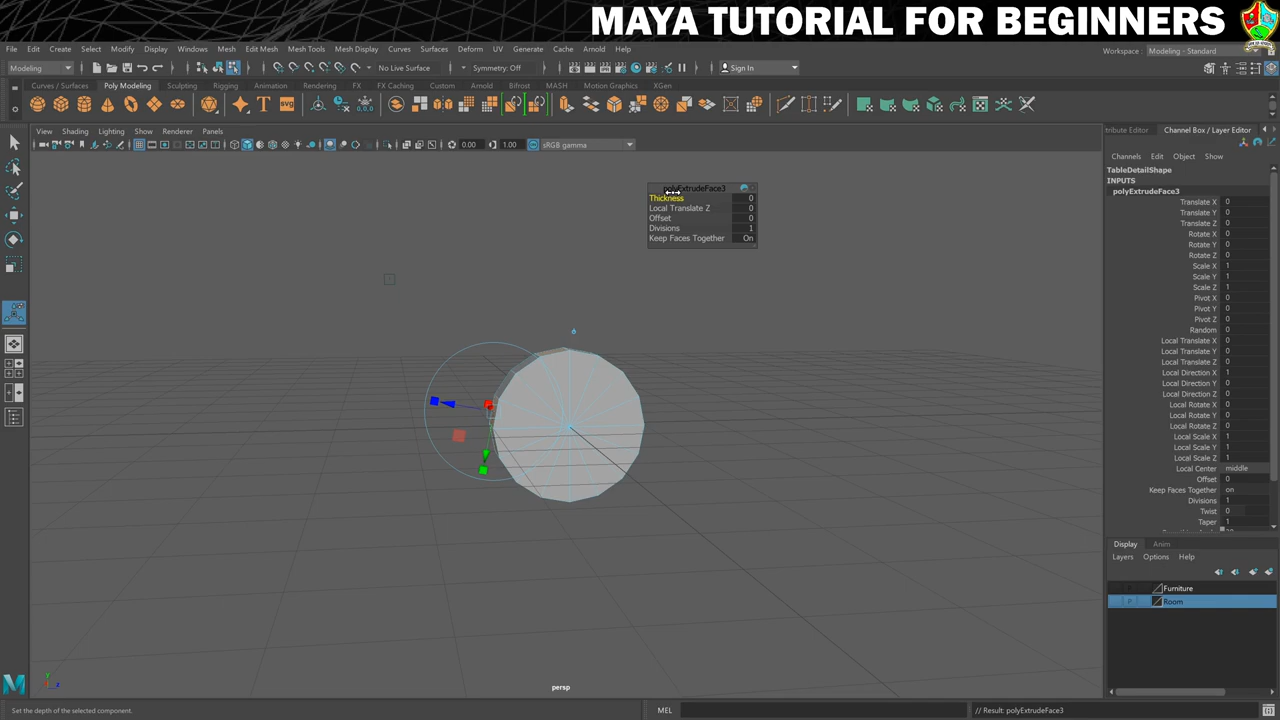 MAYA TUTORIAL FOR BEGINNERS
File Edit Create Select Modify Display Windows Mesh Edit Mesh Mesh Tools Mesh Display Curves Surfaces Deform UV Generate Cache Arnold Help
Workspace : Modeling - Standard
Modeling No Live Surface Symmetry: Off Sign In
Curves / Surfaces Poly Modeling Sculpting Rigging Animation Rendering FX FX Caching Custom Arnold Bifrost MASH Motion Graphics XGen
View Shading Lighting Show Renderer Panels
tribute Editor Channel Box / Layer Editor
0.00 1.00 sRGB gamma
Channels Edit Object Show
TableDetailShape
INPUTS
polyExtrudeFace3
Translate X 0
Translate Y 0
Translate Z 0
Rotate X 0
Rotate Y 0
Rotate Z 0
Scale X 1
Scale Y 1
Scale Z 1
Pivot X 0
Pivot Y 0
Pivot Z 0
Random 0
Local Translate X 0
Local Translate Y 0
Local Translate Z 0
Local Direction X 1
Local Direction Y 0
Local Direction Z 0
Local Rotate X 0
Local Rotate Y 0
Local Rotate Z 0
Local Scale X 1
Local Scale Y 1
Local Scale Z 1
Local Center middle
Offset 0
Keep Faces Together on
Divisions 1
Twist 0
Taper 1
polyExtrudeFace3
Thickness 0
Local Translate Z 0
Offset 0
Divisions 1
Keep Faces Together On
Display Anim
Layers Options Help
Furniture
P Room
persp
Set the depth of the selected component.
MEL
// Result: polyExtrudeFace3